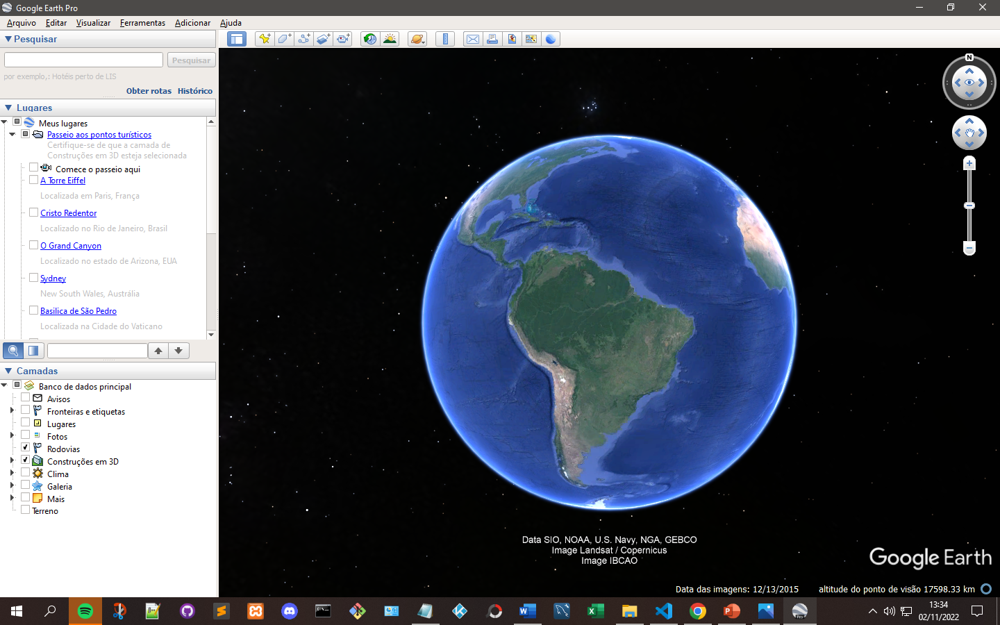 Google Earth Pro
Arquivo Editar Visualizar Ferramentas Adicionar Ajuda
Pesquisar
Pesquisar
por exemplo,: Hotéis perto de LIS
Obter rotas Histórico
Lugares
Meus lugares
Passeio aos pontos turísticos
Certifique-se de que a camada de
Construções em 3D esteja selecionada
Comece o passeio aqui
A Torre Eiffel
Localizada em Paris, França
Cristo Redentor
Localizado no Rio de Janeiro, Brasil
O Grand Canyon
Localizado no estado de Arizona, EUA
Sydney
New South Wales, Austrália
Basilica de São Pedro
Localizada na Cidade do Vaticano
Camadas
Banco de dados principal
Avisos
Fronteiras e etiquetas
Lugares
Fotos
Rodovias
Construções em 3D
Clima
Galeria
Mais
Terreno
N
Data SIO, NOAA, U.S. Navy, NGA, GEBCO
Image Landsat / Copernicus
Image IBCAO
Google Earth
Data das imagens: 12/13/2015 altitude do ponto de visão 17598.33 km
13:34
02/11/2022